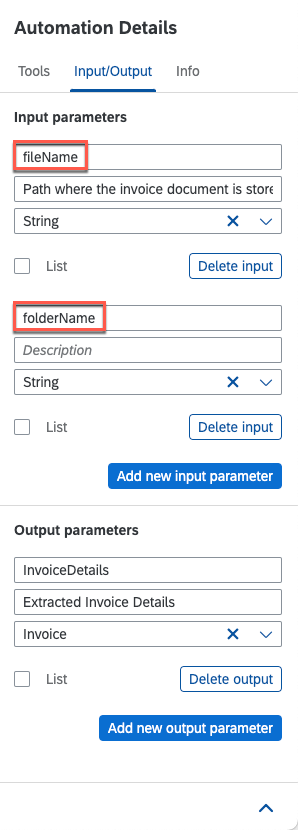 Automation Details
Tools Input/Output Info
Input parameters
fileName
Path where the invoice document is store
String
List Delete input
folderName
Description
String
List Delete input
Add new input parameter
Output parameters
InvoiceDetails
Extracted Invoice Details
Invoice
List Delete output
Add new output parameter